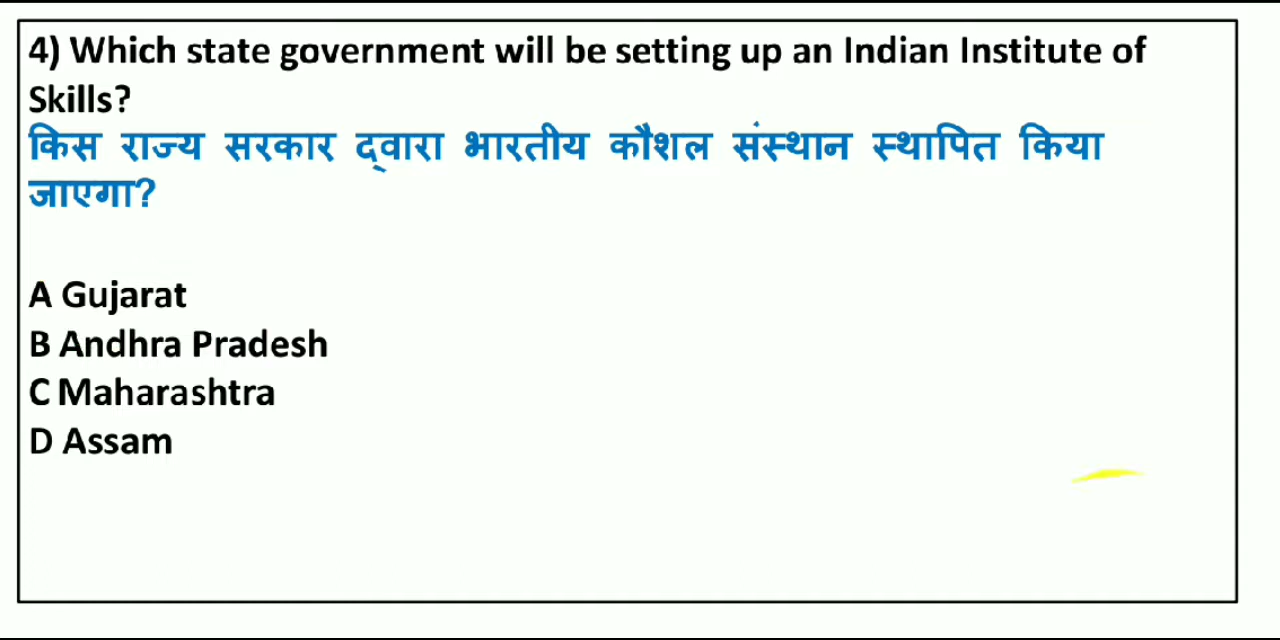 4) Which state government will be setting up an Indian Institute of
Skills?
किस राज्य सरकार द्वारा भारतीय कौशल संस्थान स्थापित किया
जाएगा?
A Gujarat
B Andhra Pradesh
C Maharashtra
D Assam